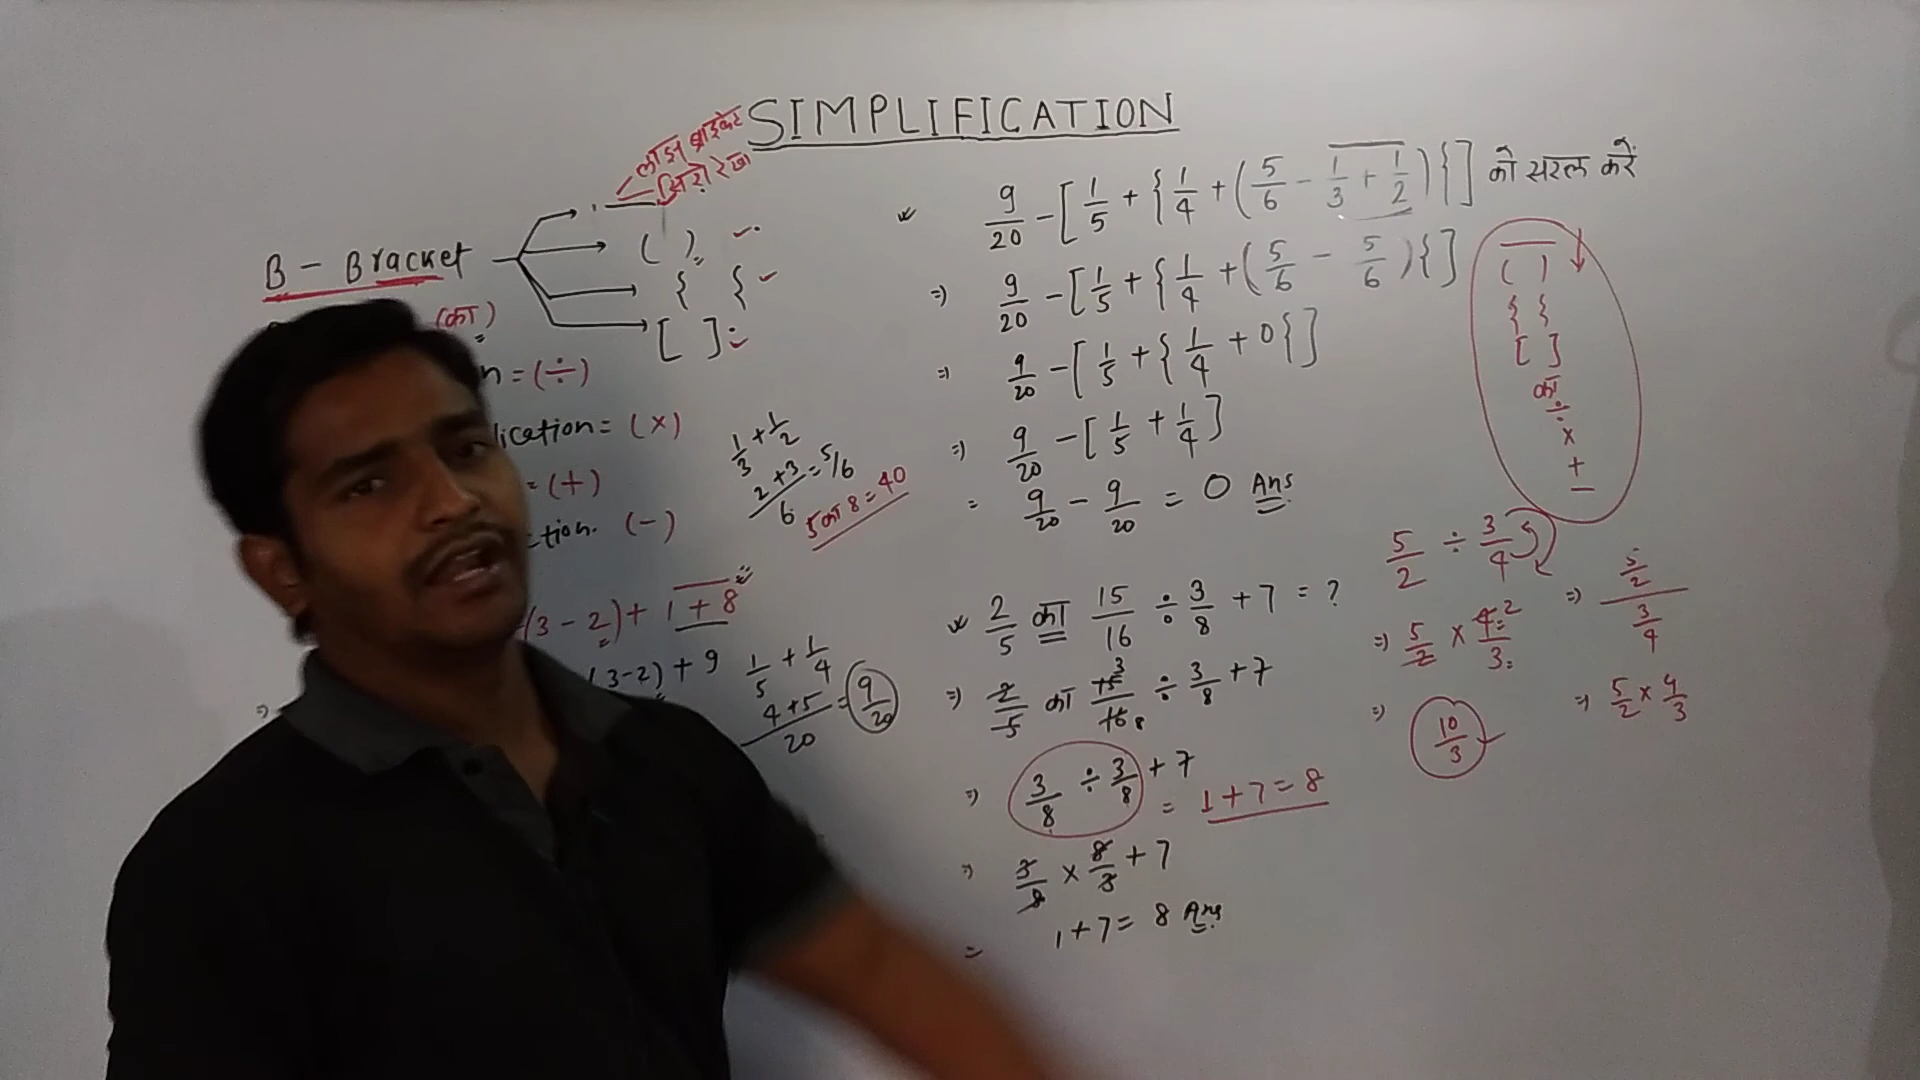 SIMPLIFICATION
लाइन ब्राकेट
सिरो रेखा
B - Bracket
( )
{ {
[ ]
(का)
n = (÷)
lication = (×)
= (+)
ction. (-)
1/3 + 1/2
2+3/6 = 5/6
5 का 8 = 40
(3 - 2) + 1 + 8
(3-2) + 9
1/5 + 1/4
4+5/20 = 9/20
9/20 - [1/5 + {1/4 + (5/6 - 1/3 + 1/2){] को सरल करें
⇒ 9/20 - [1/5 + {1/4 + (5/6 - 5/6){]
⇒ 9/20 - [1/5 + {1/4 + 0{]
⇒ 9/20 - [1/5 + 1/4]
= 9/20 - 9/20 = 0 Ans
2/5 का 15/16 ÷ 3/8 + 7 = ?
⇒ 2/5 का 15 3/16 8 ÷ 3/8 + 7
⇒ 3/8 ÷ 3/8 + 7 = 1+7=8
⇒ 3/8 × 8/3 + 7
= 1+7= 8 Ans.
( )
{ {
[ ]
का
÷
×
+
-
5/2 ÷ 3/4
⇒ 5/2 × 4 2/3
⇒ 10/3
⇒ 5/2 / 3/4
⇒ 5/2 × 4/3